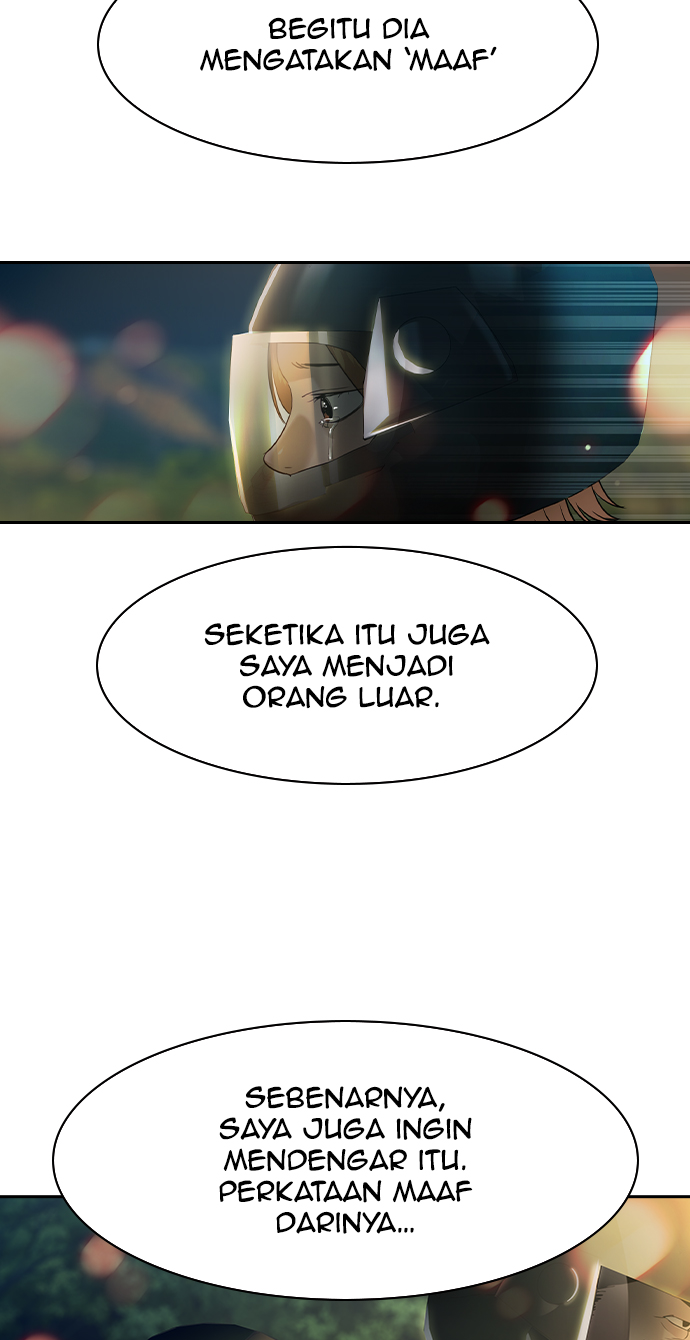 BEGITU DIA
MENGATAKAN 'MAAF'
SEKETIKA ITU JUGA
SAYA MENJADI
ORANG LUAR.
SEBENARNYA,
SAYA JUGA INGIN
MENDENGAR ITU.
PERKATAAN MAAF
DARINYA...